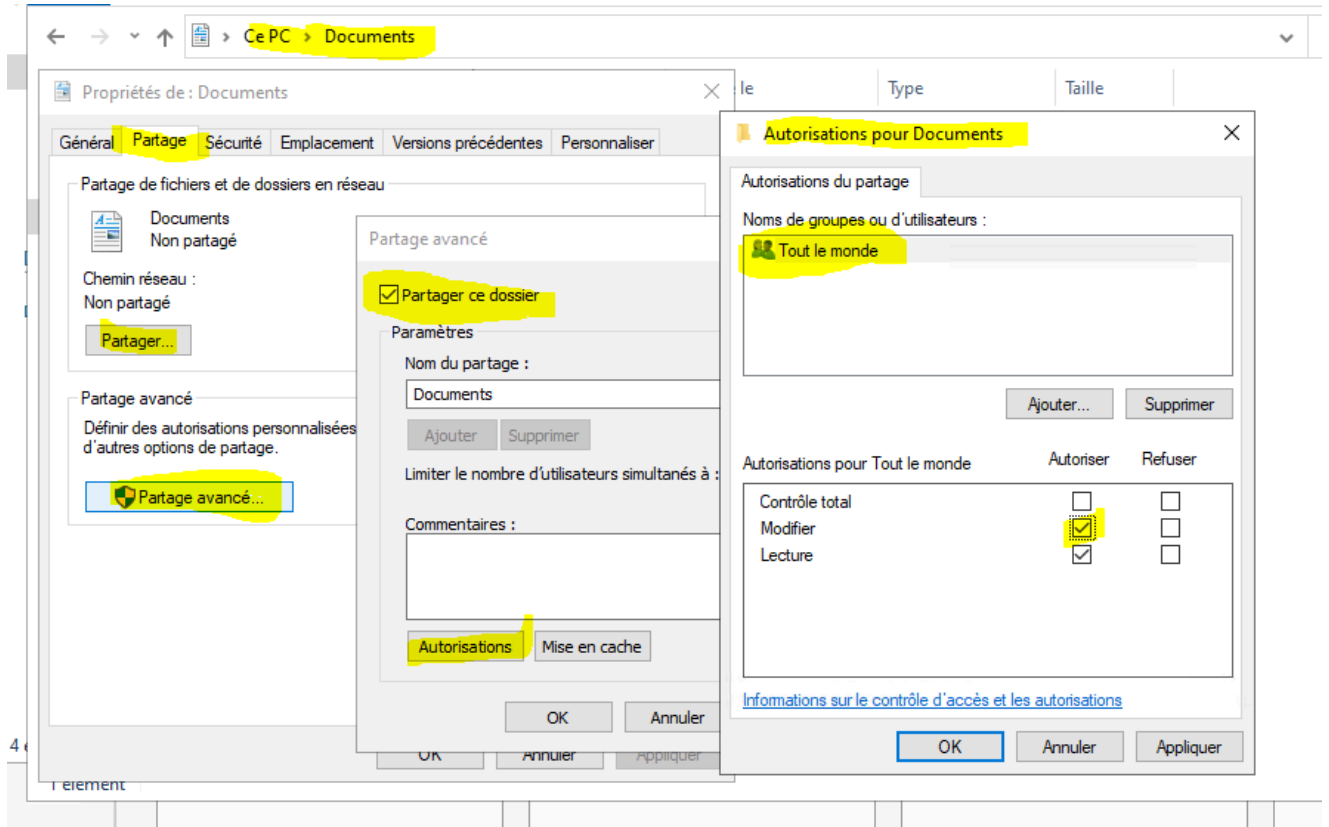 Ce PC > Documents
Propriétés de : Documents
le Type Taille
Général Partage Sécurité Emplacement Versions précédentes Personnaliser
Partage de fichiers et de dossiers en réseau
Documents
Non partagé
Chemin réseau :
Non partagé
Partager...
Partage avancé
Définir des autorisations personnalisées
d'autres options de partage.
Partage avancé...
Partage avancé
Partager ce dossier
Paramètres
Nom du partage :
Documents
Ajouter Supprimer
Limiter le nombre d'utilisateurs simultanés à :
Commentaires :
Autorisations Mise en cache
OK Annuler
OK Annuler Appliquer
Autorisations pour Documents
Autorisations du partage
Noms de groupes ou d'utilisateurs :
Tout le monde
Ajouter... Supprimer
Autorisations pour Tout le monde Autoriser Refuser
Contrôle total
Modifier
Lecture
Informations sur le contrôle d'accès et les autorisations
OK Annuler Appliquer
4
1 élément